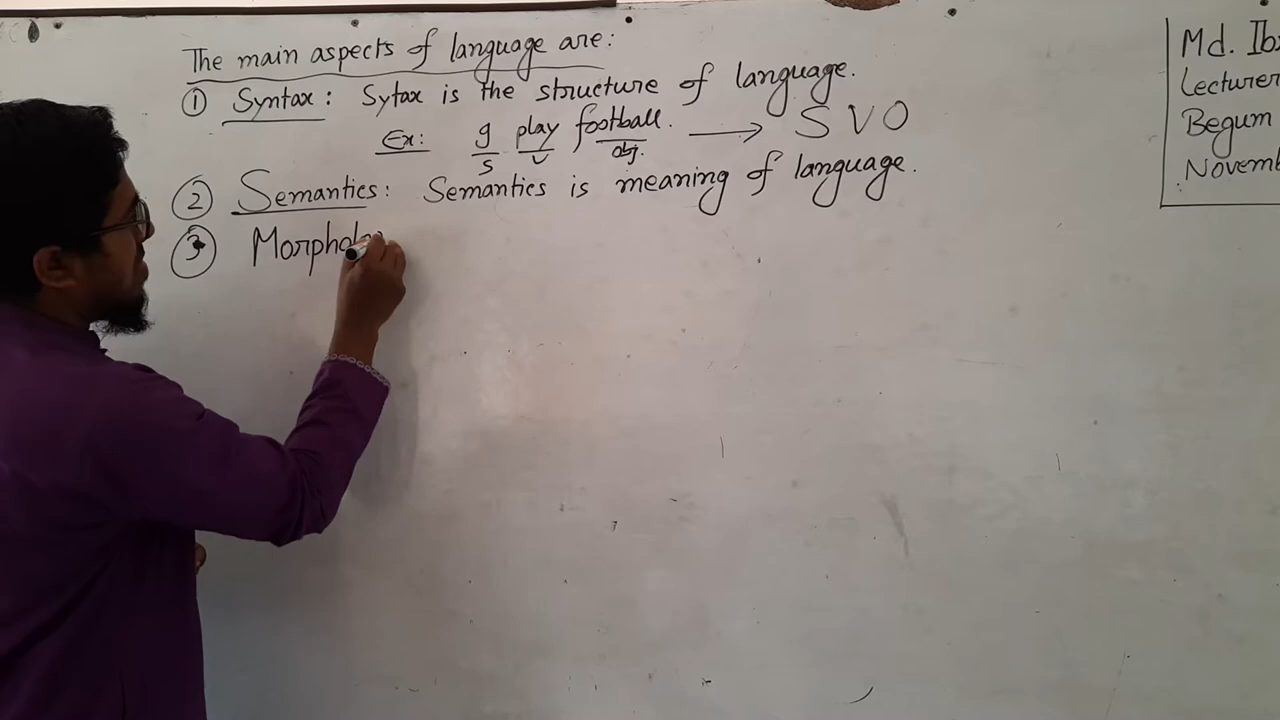 The main aspects of language are:
① Syntax: Sytax is the structure of language.
Ex: I play football. → S V O
S V obj.
② Semantics: Semantics is meaning of language.
③ Morpholo
Md. Ib
Lecturer
Begum
Novemb